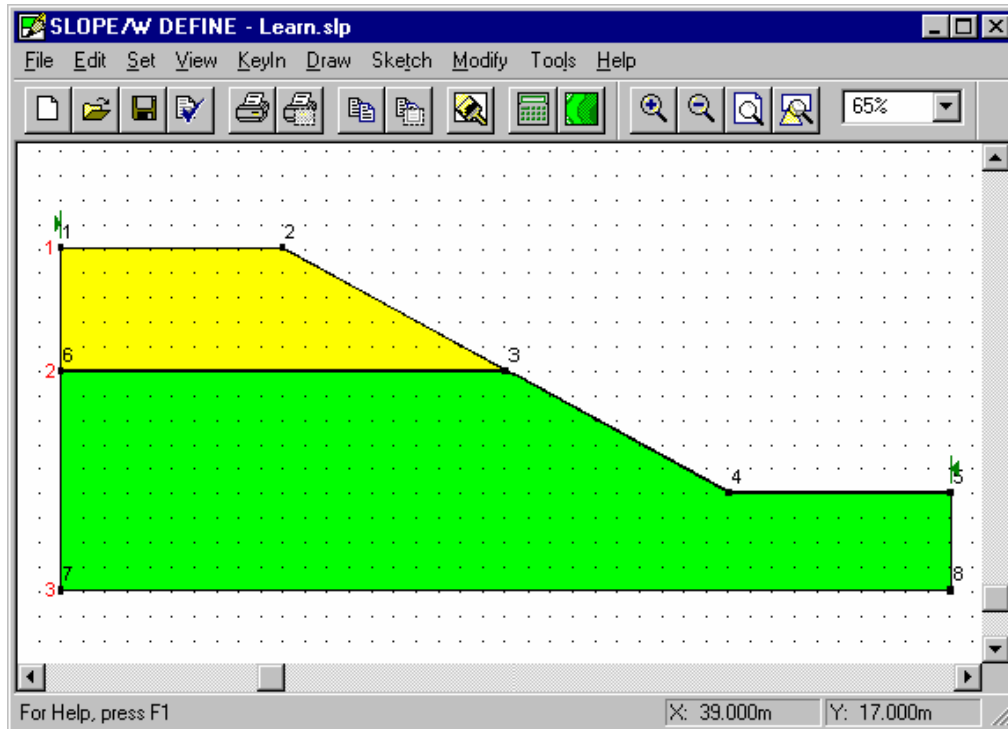 SLOPE/W DEFINE - Learn.slp
File Edit Set View KeyIn Draw Sketch Modify Tools Help
65%
1 1 2
2 6 3
4 5
3 7 8
For Help, press F1 X: 39.000m Y: 17.000m